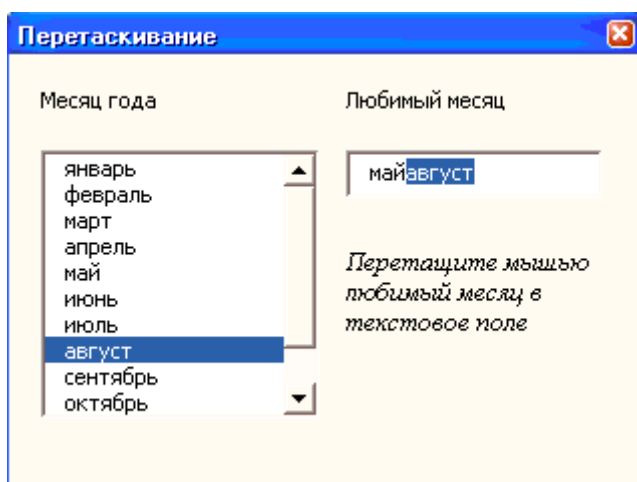 Перетаскивание
Месяц года
Любимый месяц
январь
февраль
март
апрель
май
июнь
июль
август
сентябрь
октябрь
майавгуст
Перетащите мышью
любимый месяц в
текстовое поле